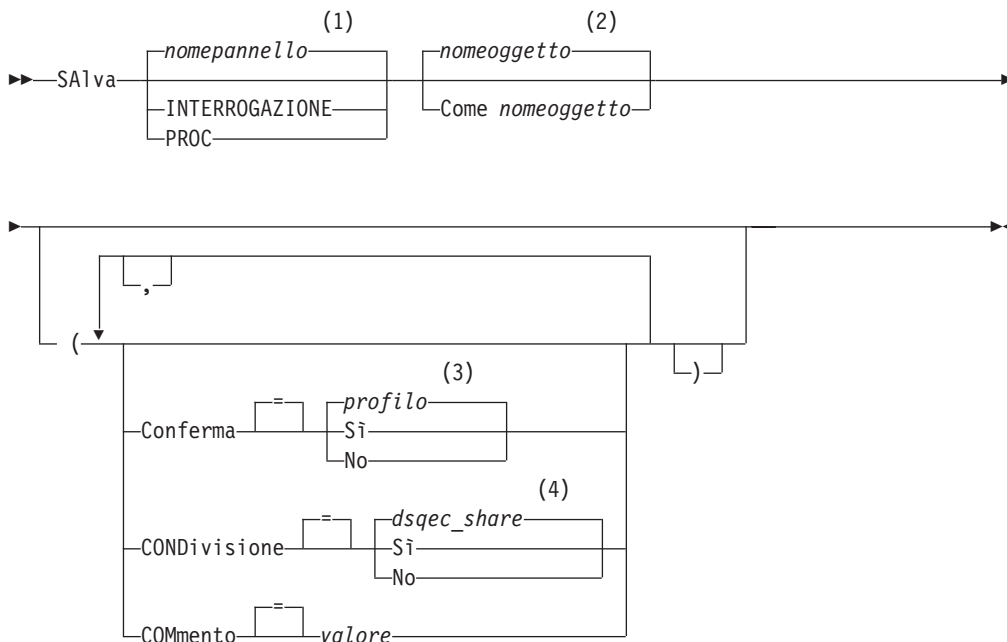 (1) (2)
nomepannello nomeoggetto
SAlva
INTERROGAZIONE Come nomeoggetto
PROC
,
(
)
(3)
= profilo
Conferma Sì
No
(4)
= dsqec_share
CONDivisione Sì
No
=
COMmento valore